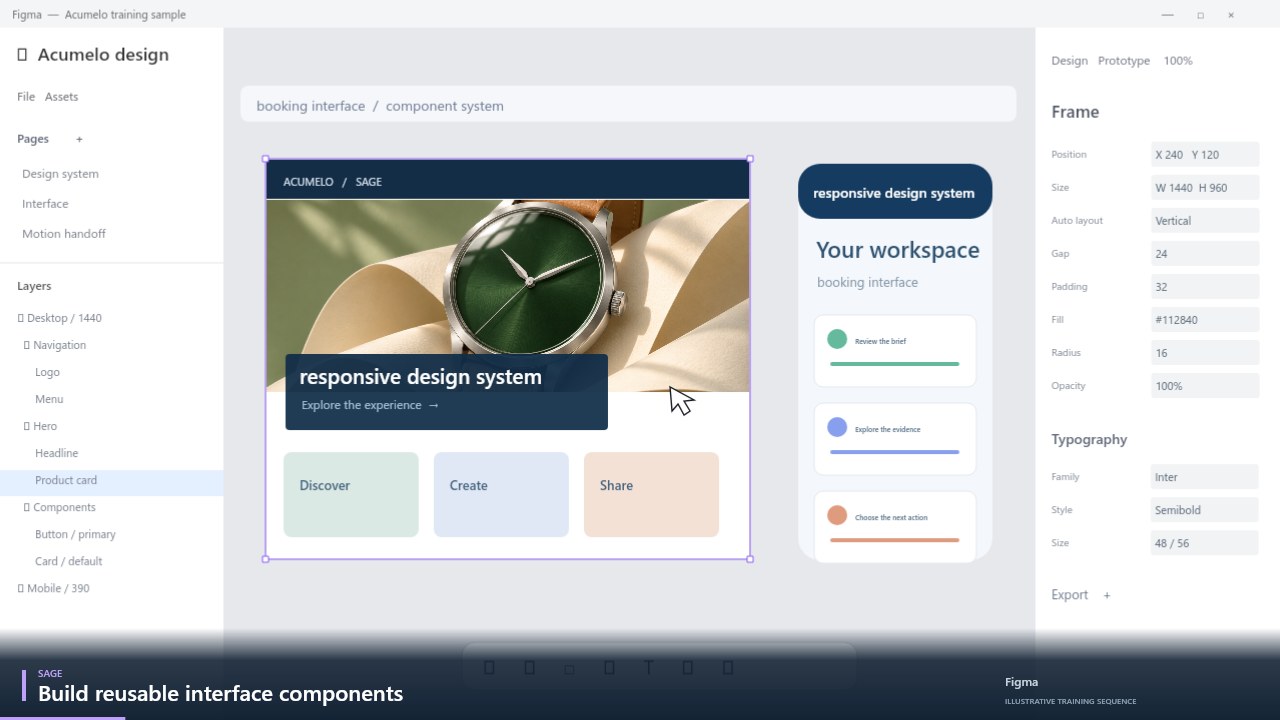 Figma — Acumelo training sample
Acumelo design
File Assets
Pages +
Design system
Interface
Motion handoff
Layers
Desktop / 1440
Navigation
Logo
Menu
Hero
Headline
Product card
Components
Button / primary
Card / default
Mobile / 390
booking interface / component system
ACUMELO / SAGE
responsive design system
Explore the experience →
Discover
Create
Share
responsive design system
Your workspace
booking interface
Review the brief
Explore the evidence
Choose the next action
Design Prototype 100%
Frame
Position X 240 Y 120
Size W 1440 H 960
Auto layout Vertical
Gap 24
Padding 32
Fill #112840
Radius 16
Opacity 100%
Typography
Family Inter
Style Semibold
Size 48 / 56
Export +
T
SAGE
Build reusable interface components
Figma
ILLUSTRATIVE TRAINING SEQUENCE